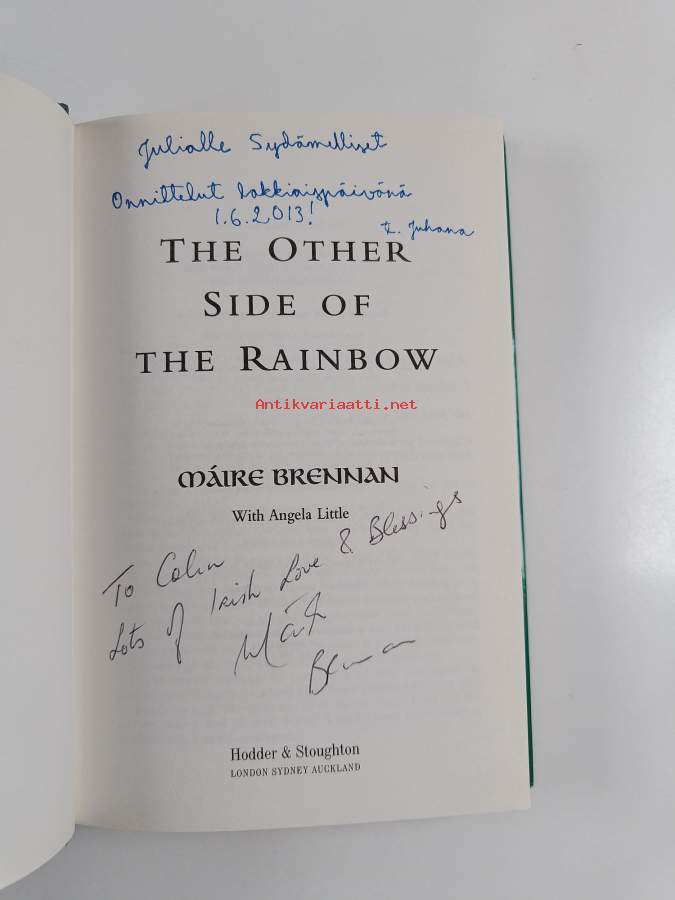 Julialle Sydämelliset
Onnittelut lakkiaispäivänä
1.6.2013!
t. Juhana
THE OTHER
SIDE OF
THE RAINBOW
Antikvariaatti.net
MÁIRE BRENNAN
With Angela Little
To Colin
Lots of Irish Love & Blessings
Máire
Brennan
Hodder & Stoughton
LONDON SYDNEY AUCKLAND